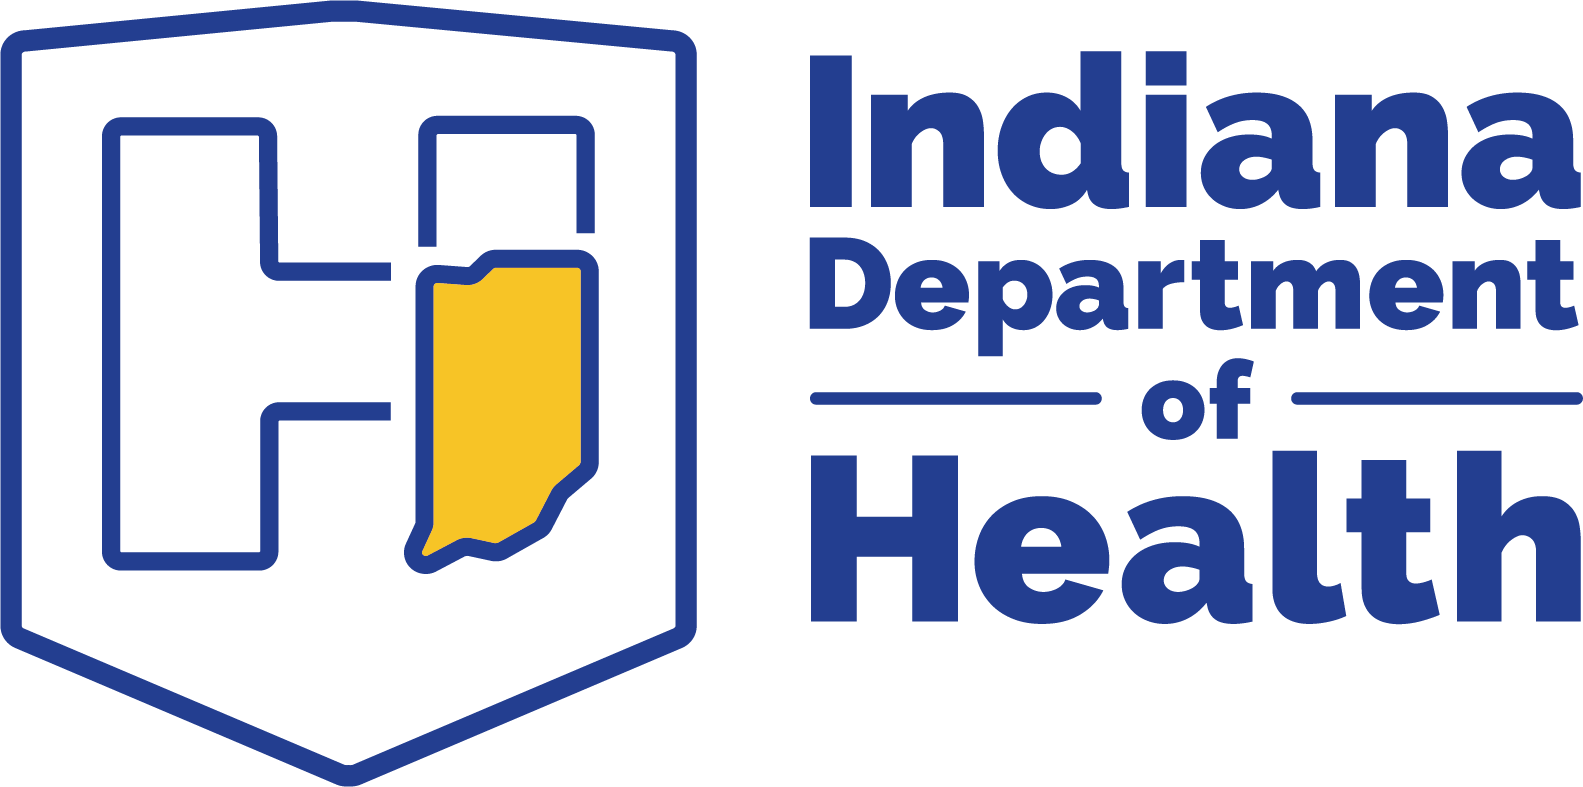 Indiana
Department
of
Health